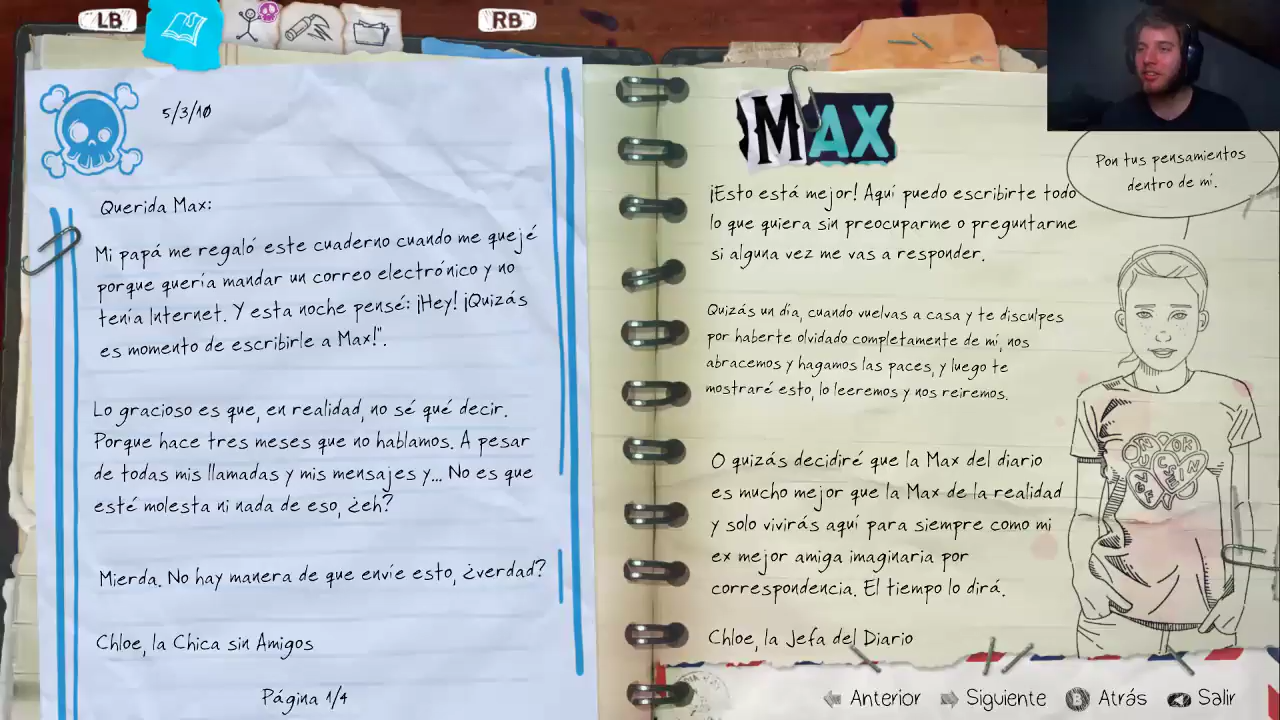 LB
RB
5/3/10
Querida Max:
Mi papá me regaló este cuaderno cuando me quejé
porque quería mandar un correo electrónico y no
tenía Internet. Y esta noche pensé: ¡Hey! ¡Quizás
es momento de escribirle a Max!".
Lo gracioso es que, en realidad, no sé qué decir.
Porque hace tres meses que no hablamos. A pesar
de todas mis llamadas y mis mensajes y... No es que
esté molesta ni nada de eso, ¿eh?
Mierda. No hay manera de que envíe esto, ¿verdad?
Chloe, la Chica sin Amigos
Página 1/4
MAX
¡Esto está mejor! Aquí puedo escribirte todo
lo que quiera sin preocuparme o preguntarme
si alguna vez me vas a responder.
Quizás un día, cuando vuelvas a casa y te disculpes
por haberte olvidado completamente de mí, nos
abracemos y hagamos las paces, y luego te
mostraré esto, lo leeremos y nos reiremos.
O quizás decidiré que la Max del diario
es mucho mejor que la Max de la realidad
y solo vivirás aquí para siempre como mi
ex mejor amiga imaginaria por
correspondencia. El tiempo lo dirá.
Chloe, la Jefa del Diario
Pon tus pensamientos
dentro de mí.
Anterior
Siguiente
B Atrás
Salir